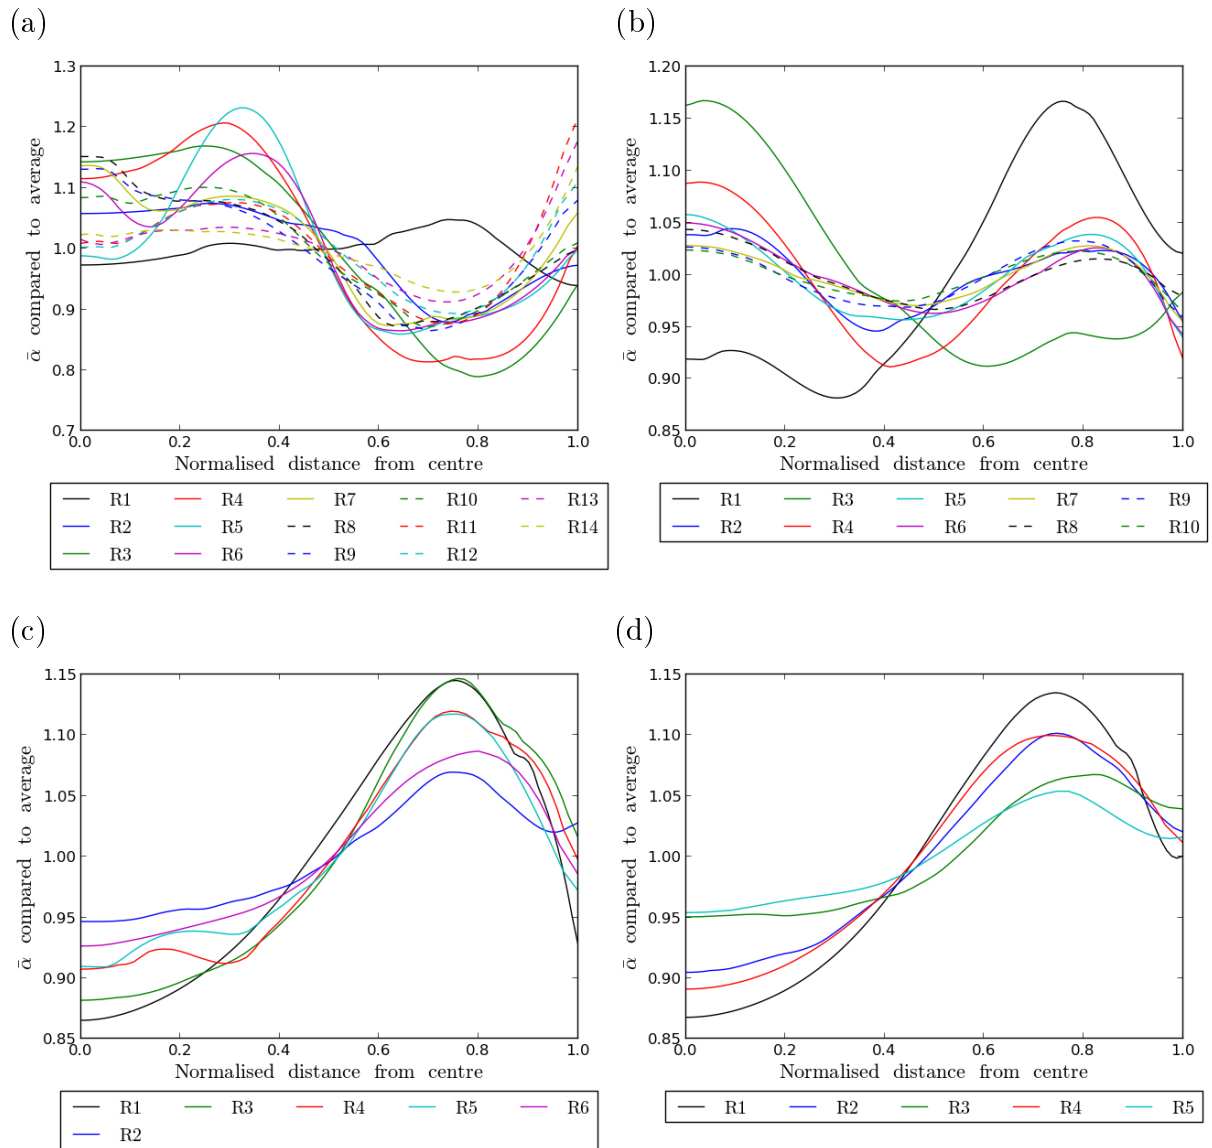 (a)
(b)
1.3
1.2
1.1
1.0
0.9
0.8
0.7
ᾱ compared to average
0.0 0.2 0.4 0.6 0.8 1.0
Normalised distance from centre
R1 R4 R7 R10 R13
R2 R5 R8 R11 R14
R3 R6 R9 R12
1.20
1.15
1.10
1.05
1.00
0.95
0.90
0.85
ᾱ compared to average
0.0 0.2 0.4 0.6 0.8 1.0
Normalised distance from centre
R1 R3 R5 R7 R9
R2 R4 R6 R8 R10
(c)
(d)
1.15
1.10
1.05
1.00
0.95
0.90
0.85
ᾱ compared to average
0.0 0.2 0.4 0.6 0.8 1.0
Normalised distance from centre
R1 R3 R4 R5 R6
R2
1.15
1.10
1.05
1.00
0.95
0.90
0.85
ᾱ compared to average
0.0 0.2 0.4 0.6 0.8 1.0
Normalised distance from centre
R1 R2 R3 R4 R5